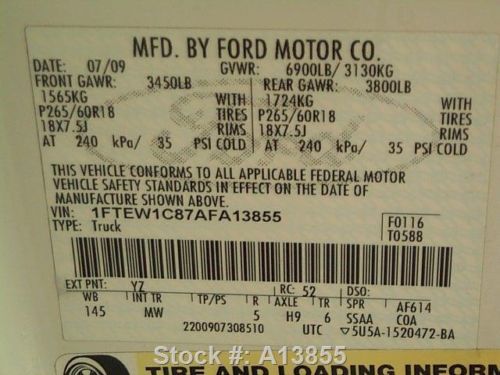 MFD. BY FORD MOTOR CO.
DATE: 07/09 GVWR: 6900LB/ 3130KG
FRONT GAWR: 3450LB REAR GAWR: 3800LB
1565KG WITH 1724KG WITH
P265/60R18 TIRES P265/60R18 TIRES
18X7.5J RIMS 18X7.5J RIMS
AT 240 kPa/ 35 PSI COLD AT 240 kPa/ 35 PSI COLD
THIS VEHICLE CONFORMS TO ALL APPLICABLE FEDERAL MOTOR
VEHICLE SAFETY STANDARDS IN EFFECT ON THE DATE OF
MANUFACTURE SHOWN ABOVE.
VIN: 1FTEW1C87AFA13855 F0116
TYPE: Truck T0588
EXT PNT: YZ RC: 52 DSO:
WB INT TR TP/PS R AXLE TR SPR AF614
145 MW 5 H9 6 SSAA COA
2200907308510 UTC ▽5U5A-1520472-BA
Stock #: A13855
TIRE AND LOADING INFORM